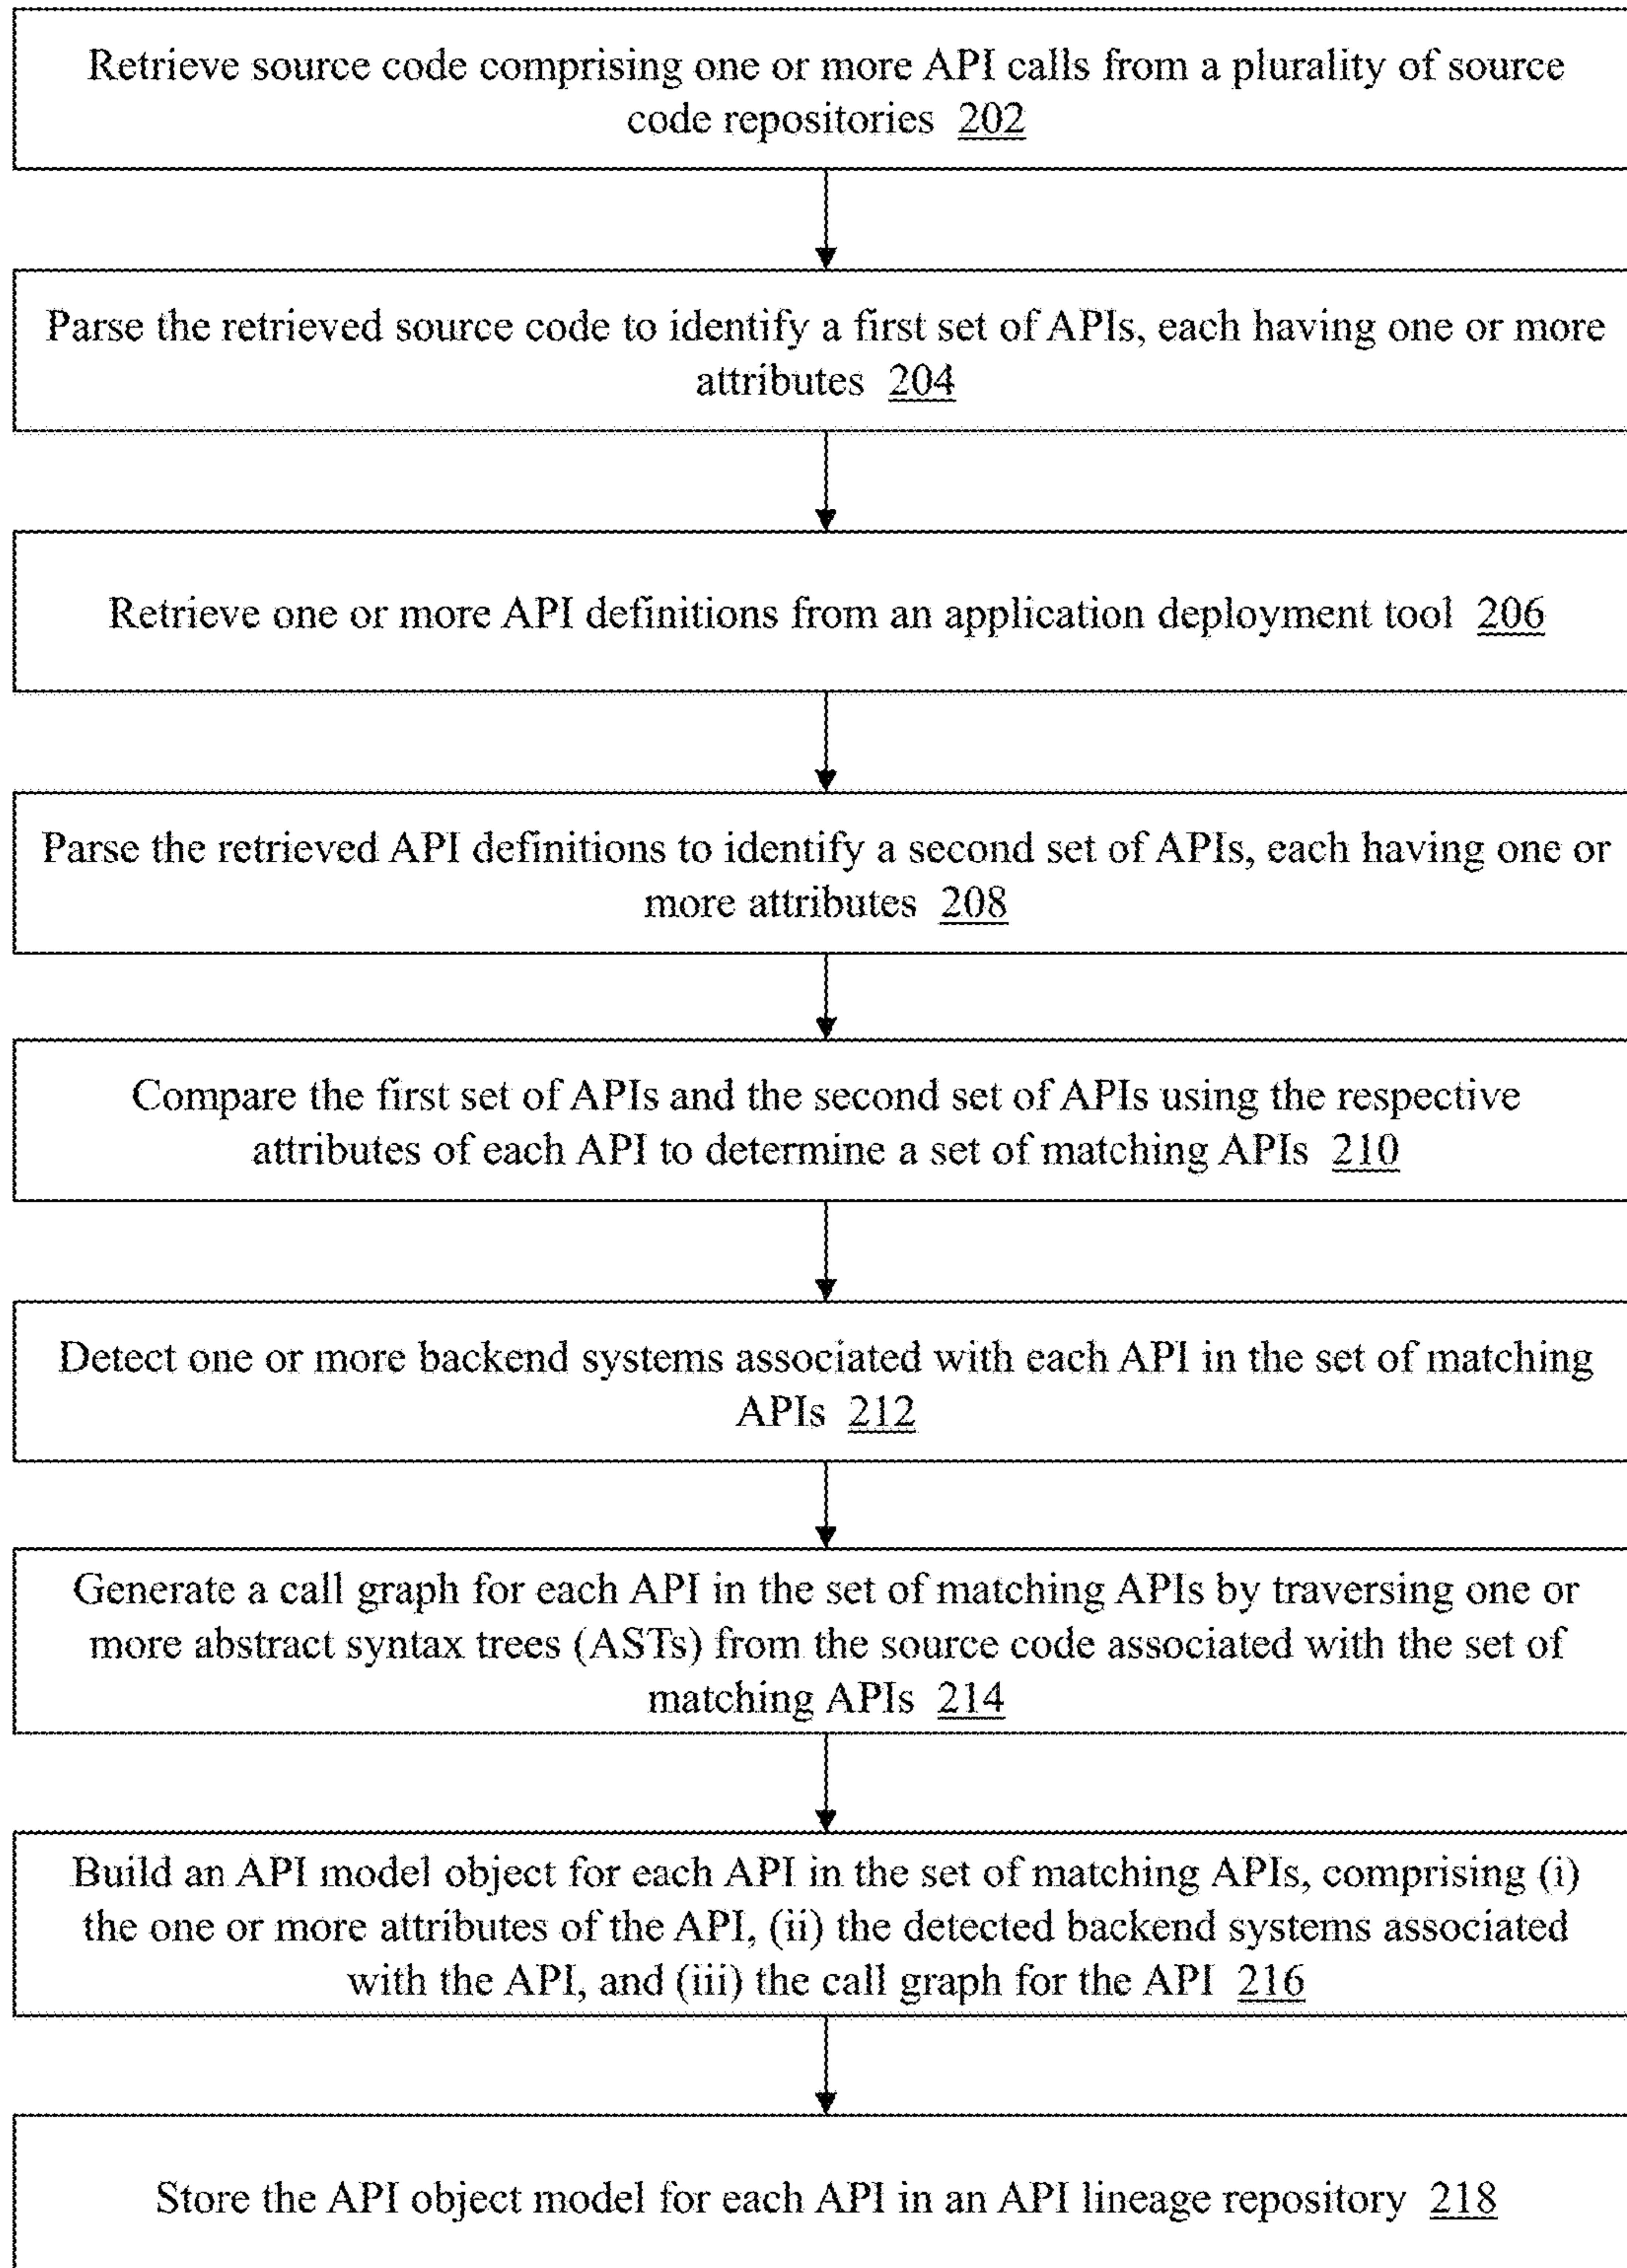 Retrieve source code comprising one or more API calls from a plurality of source
code repositories 202
Parse the retrieved source code to identify a first set of APIs, each having one or more
attributes 204
Retrieve one or more API definitions from an application deployment tool 206
Parse the retrieved API definitions to identify a second set of APIs, each having one or
more attributes 208
Compare the first set of APIs and the second set of APIs using the respective
attributes of each API to determine a set of matching APIs 210
Detect one or more backend systems associated with each API in the set of matching
APIs 212
Generate a call graph for each API in the set of matching APIs by traversing one or
more abstract syntax trees (ASTs) from the source code associated with the set of
matching APIs 214
Build an API model object for each API in the set of matching APIs, comprising (i)
the one or more attributes of the API, (ii) the detected backend systems associated
with the API, and (iii) the call graph for the API 216
Store the API object model for each API in an API lineage repository 218